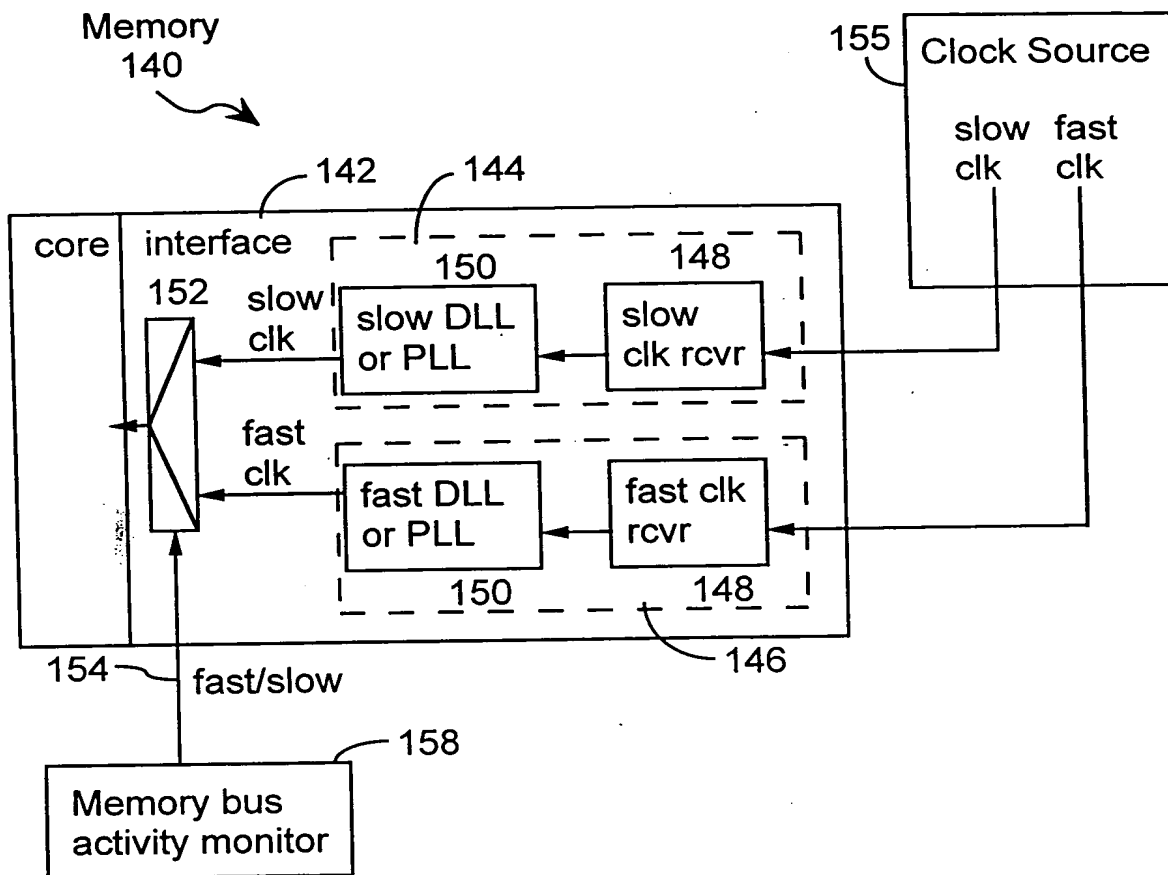 Memory
140
155
Clock Source
slow
clk
fast
clk
142
144
core
interface
152
slow
clk
150
slow DLL
or PLL
148
slow
clk rcvr
fast
clk
fast DLL
or PLL
150
fast clk
rcvr
148
146
154
fast/slow
158
Memory bus
activity monitor